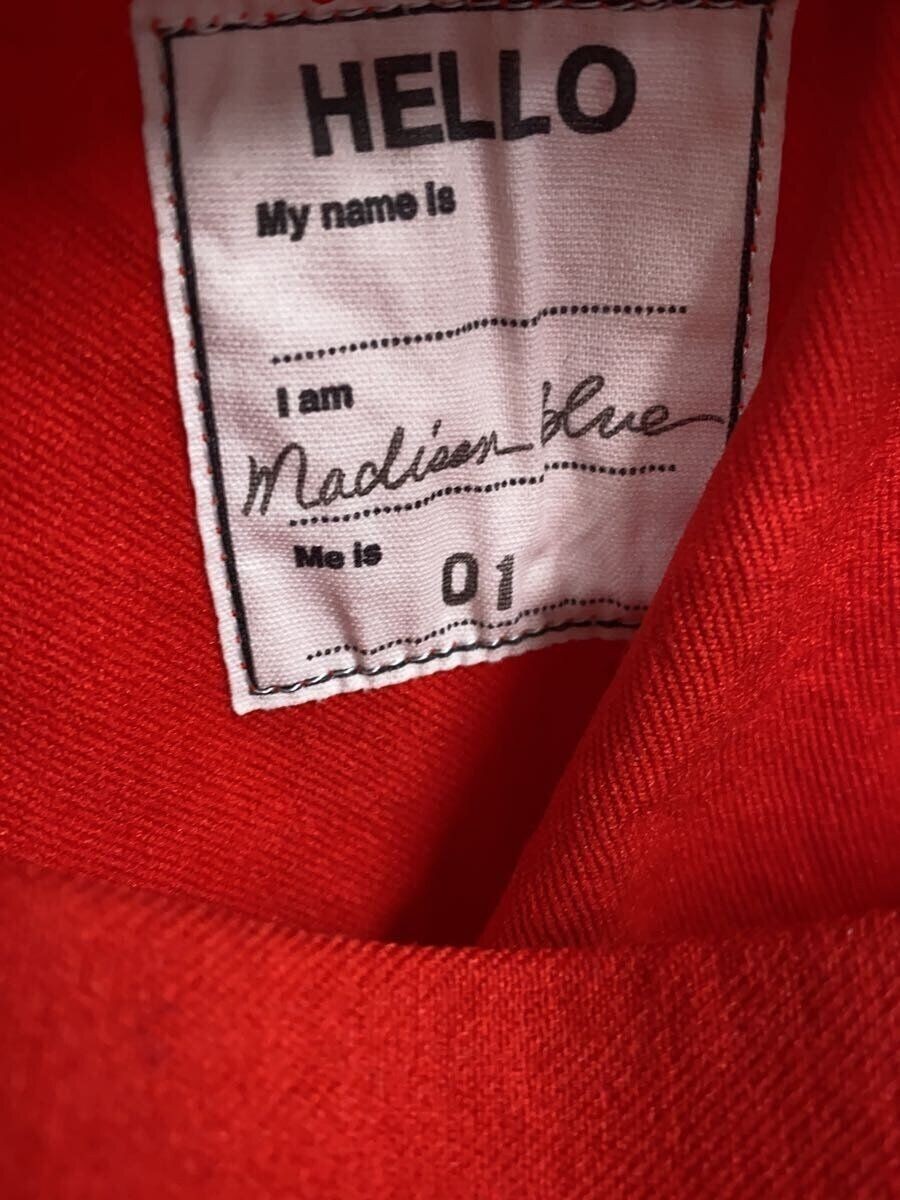 HELLO
My name is
I am
Madison blue
Me is
01